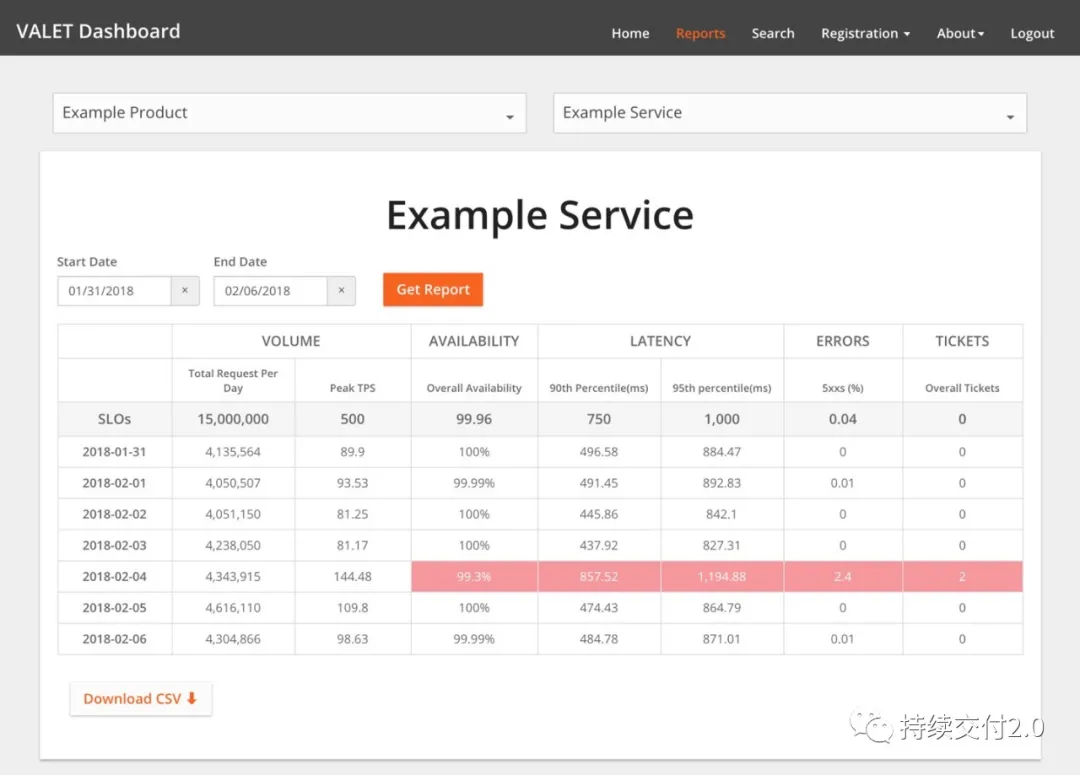 VALET Dashboard
Home Reports Search Registration About Logout
Example Product Example Service
Example Service
Start Date End Date
01/31/2018 × 02/06/2018 × Get Report
VOLUME AVAILABILITY LATENCY ERRORS TICKETS
Total Request Per Day Peak TPS Overall Availability 90th Percentile(ms) 95th percentile(ms) 5xxs (%) Overall Tickets
SLOs 15,000,000 500 99.96 750 1,000 0.04 0
2018-01-31 4,135,564 89.9 100% 496.58 884.47 0 0
2018-02-01 4,050,507 93.53 99.99% 491.45 892.83 0.01 0
2018-02-02 4,051,150 81.25 100% 445.86 842.1 0 0
2018-02-03 4,238,050 81.17 100% 437.92 827.31 0 0
2018-02-04 4,343,915 144.48 99.3% 857.52 1,194.88 2.4 2
2018-02-05 4,616,110 109.8 100% 474.43 864.79 0 0
2018-02-06 4,304,866 98.63 99.99% 484.78 871.01 0.01 0
Download CSV
持续交付2.0